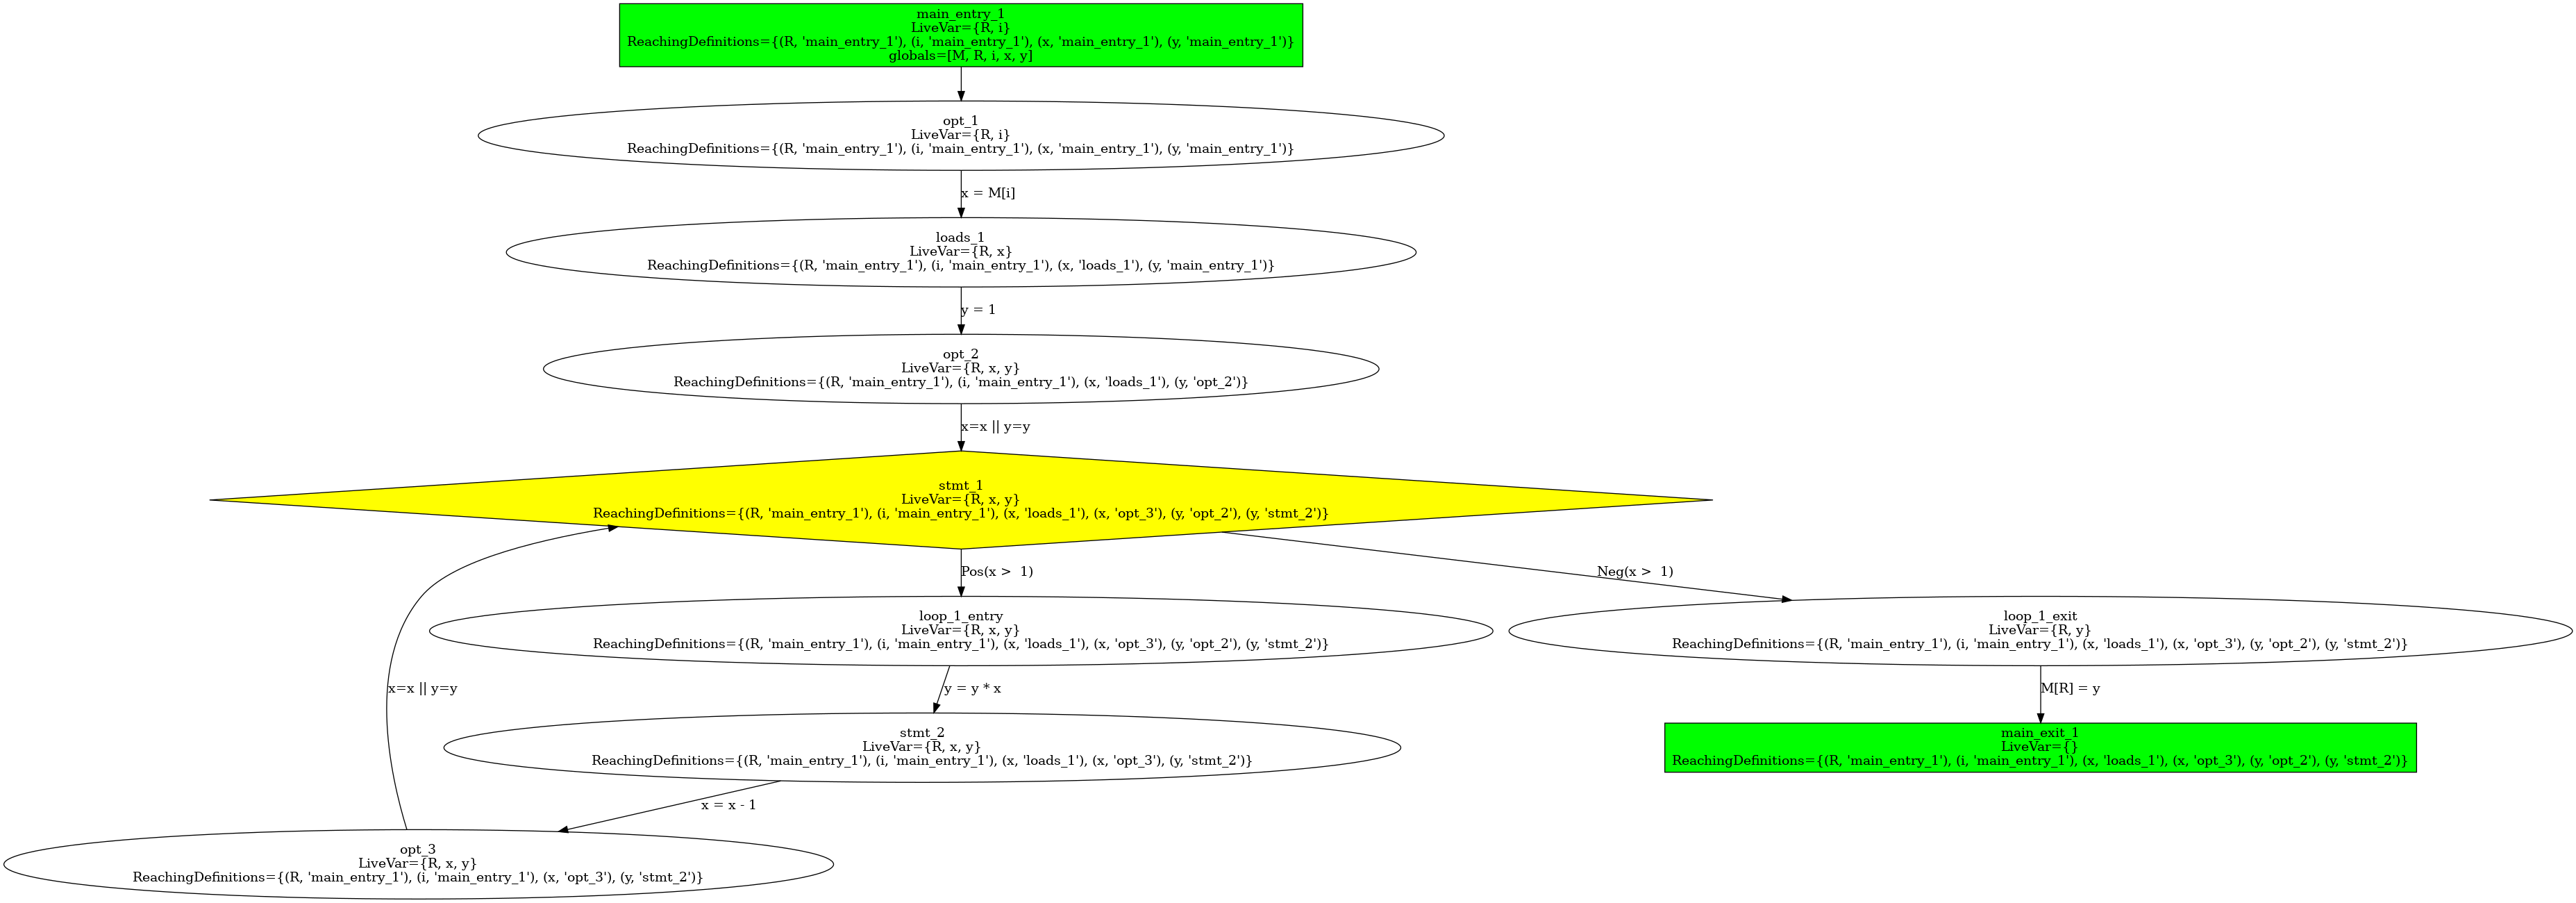 main_entry_1
LiveVar={R, i}
ReachingDefinitions={(R, 'main_entry_1'), (i, 'main_entry_1'), (x, 'main_entry_1'), (y, 'main_entry_1')}
globals=[M, R, i, x, y]
opt_1
LiveVar={R, i}
ReachingDefinitions={(R, 'main_entry_1'), (i, 'main_entry_1'), (x, 'main_entry_1'), (y, 'main_entry_1')}
x = M[i]
loads_1
LiveVar={R, x}
ReachingDefinitions={(R, 'main_entry_1'), (i, 'main_entry_1'), (x, 'loads_1'), (y, 'main_entry_1')}
y = 1
opt_2
LiveVar={R, x, y}
ReachingDefinitions={(R, 'main_entry_1'), (i, 'main_entry_1'), (x, 'loads_1'), (y, 'opt_2')}
x=x || y=y
stmt_1
LiveVar={R, x, y}
ReachingDefinitions={(R, 'main_entry_1'), (i, 'main_entry_1'), (x, 'loads_1'), (x, 'opt_3'), (y, 'opt_2'), (y, 'stmt_2')}
Pos(x >  1)
Neg(x >  1)
loop_1_entry
LiveVar={R, x, y}
ReachingDefinitions={(R, 'main_entry_1'), (i, 'main_entry_1'), (x, 'loads_1'), (x, 'opt_3'), (y, 'opt_2'), (y, 'stmt_2')}
loop_1_exit
LiveVar={R, y}
ReachingDefinitions={(R, 'main_entry_1'), (i, 'main_entry_1'), (x, 'loads_1'), (x, 'opt_3'), (y, 'opt_2'), (y, 'stmt_2')}
x=x || y=y
y = y * x
M[R] = y
stmt_2
LiveVar={R, x, y}
ReachingDefinitions={(R, 'main_entry_1'), (i, 'main_entry_1'), (x, 'loads_1'), (x, 'opt_3'), (y, 'stmt_2')}
main_exit_1
LiveVar={}
ReachingDefinitions={(R, 'main_entry_1'), (i, 'main_entry_1'), (x, 'loads_1'), (x, 'opt_3'), (y, 'opt_2'), (y, 'stmt_2')}
x = x - 1
opt_3
LiveVar={R, x, y}
ReachingDefinitions={(R, 'main_entry_1'), (i, 'main_entry_1'), (x, 'opt_3'), (y, 'stmt_2')}